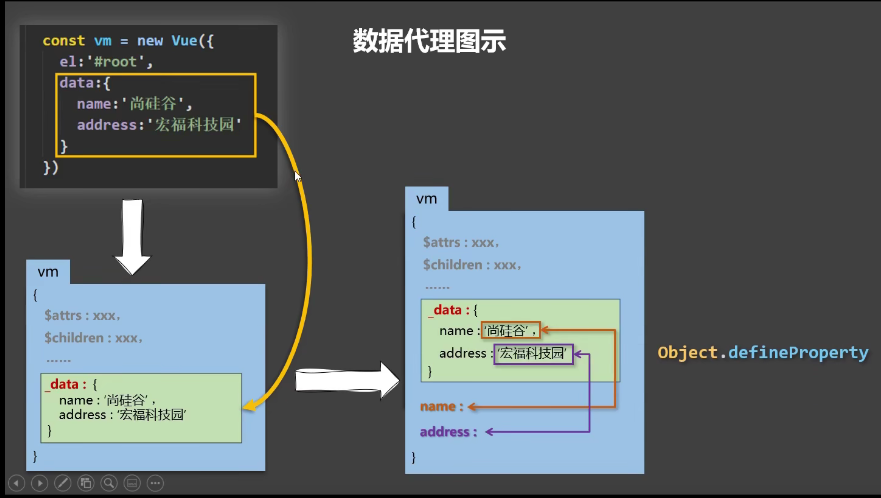 数据代理图示
const vm = new Vue({
el:'#root',
data:{
name:'尚硅谷',
address:'宏福科技园'
}
})
vm
{
$attrs : xxx,
$children : xxx,
......
_data : {
name : '尚硅谷' ,
address : '宏福科技园'
}
}
vm
{
$attrs : xxx,
$children : xxx,
......
_data : {
name : '尚硅谷' ,
address : '宏福科技园'
}
name :
address :
}
Object.defineProperty